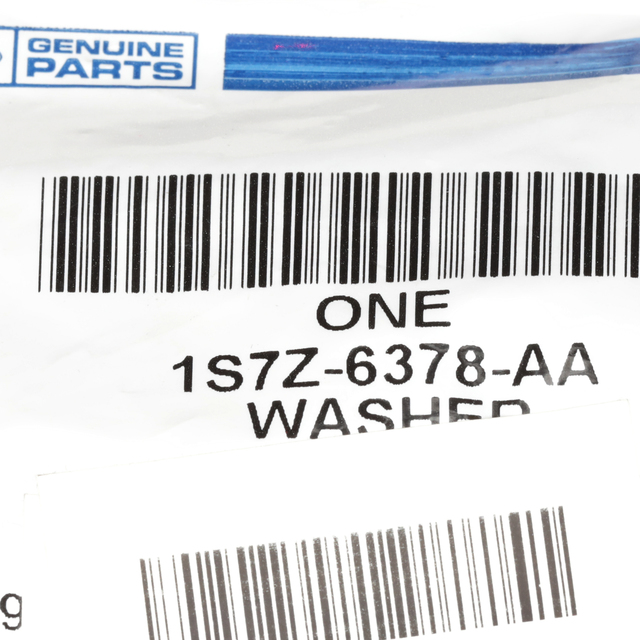 GENUINE
PARTS
ONE
1S7Z-6378-AA
WASHER
g